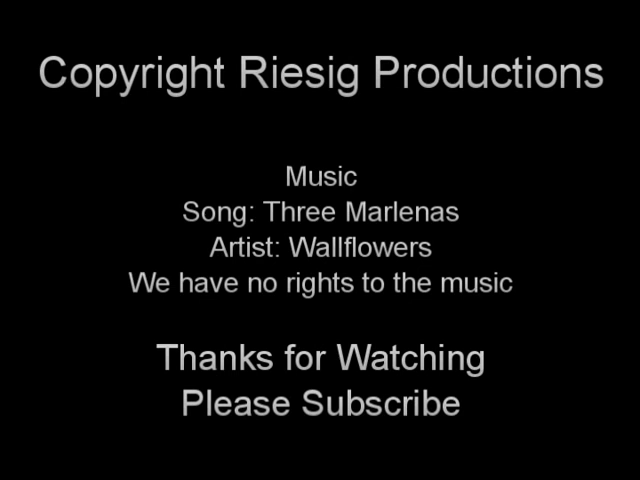 Copyright Riesig Productions
Music
Song: Three Marlenas
Artist: Wallflowers
We have no rights to the music
Thanks for Watching
Please Subscribe